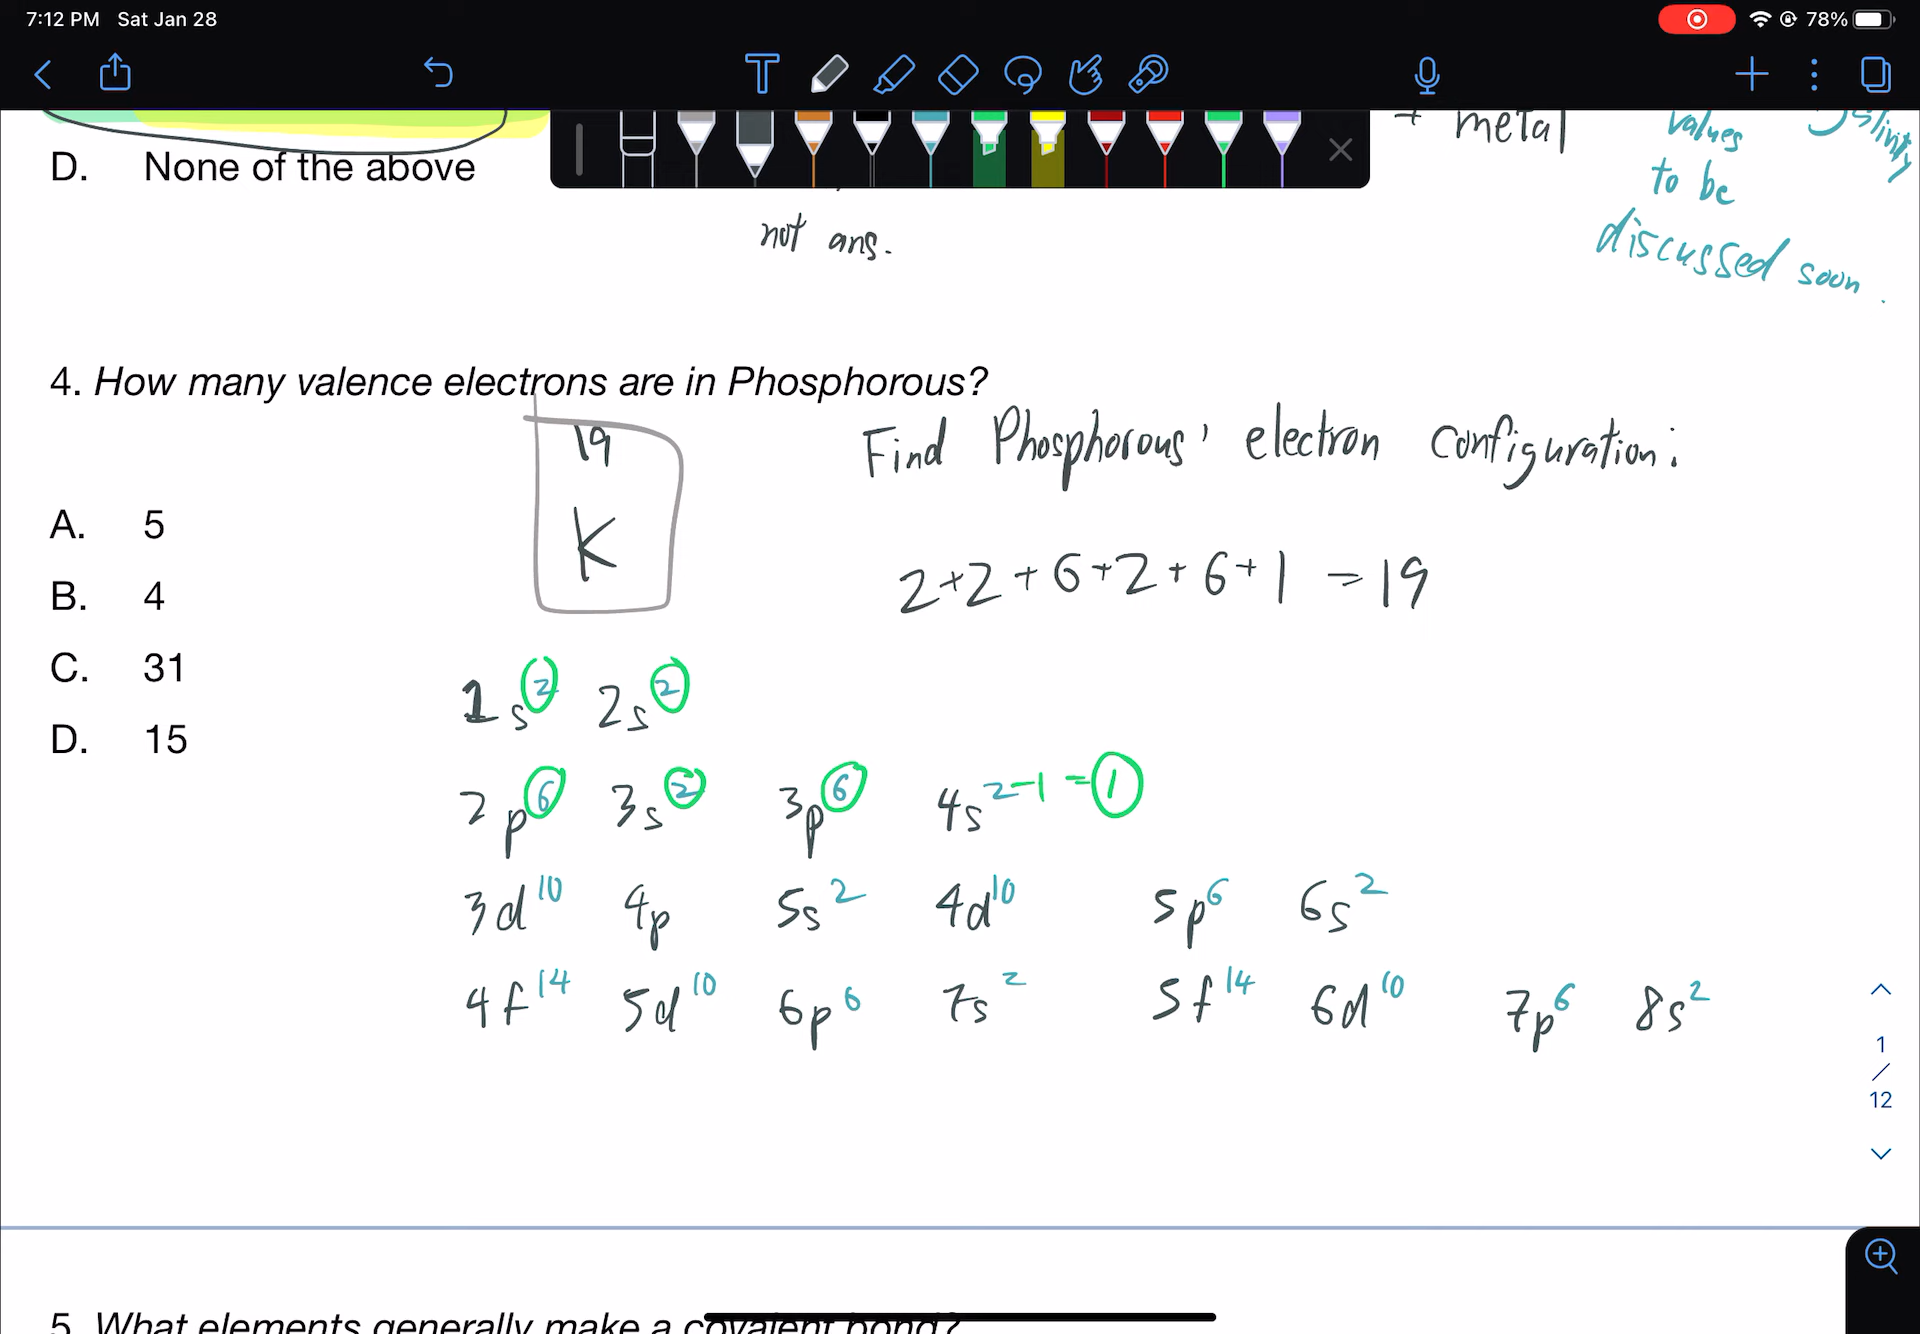 7:12 PM Sat Jan 28
78%
T
+ metal
values
to be
discussed soon.
D. None of the above
not ans.
4. How many valence electrons are in Phosphorous?
19
K
Find Phosphorous' electron configuration:
2+2+6+2+6+1 = 19
A. 5
B. 4
C. 31
D. 15
1s² 2s²
2p⁶ 3s² 3p⁶ 4s²⁻¹ = 1
3d¹⁰ 4p 5s² 4d¹⁰ 5p⁶ 6s²
4f¹⁴ 5d¹⁰ 6p⁶ 7s² 5f¹⁴ 6d¹⁰ 7p⁶ 8s²
1
/
12
5. What elements generally make a covalent bond?